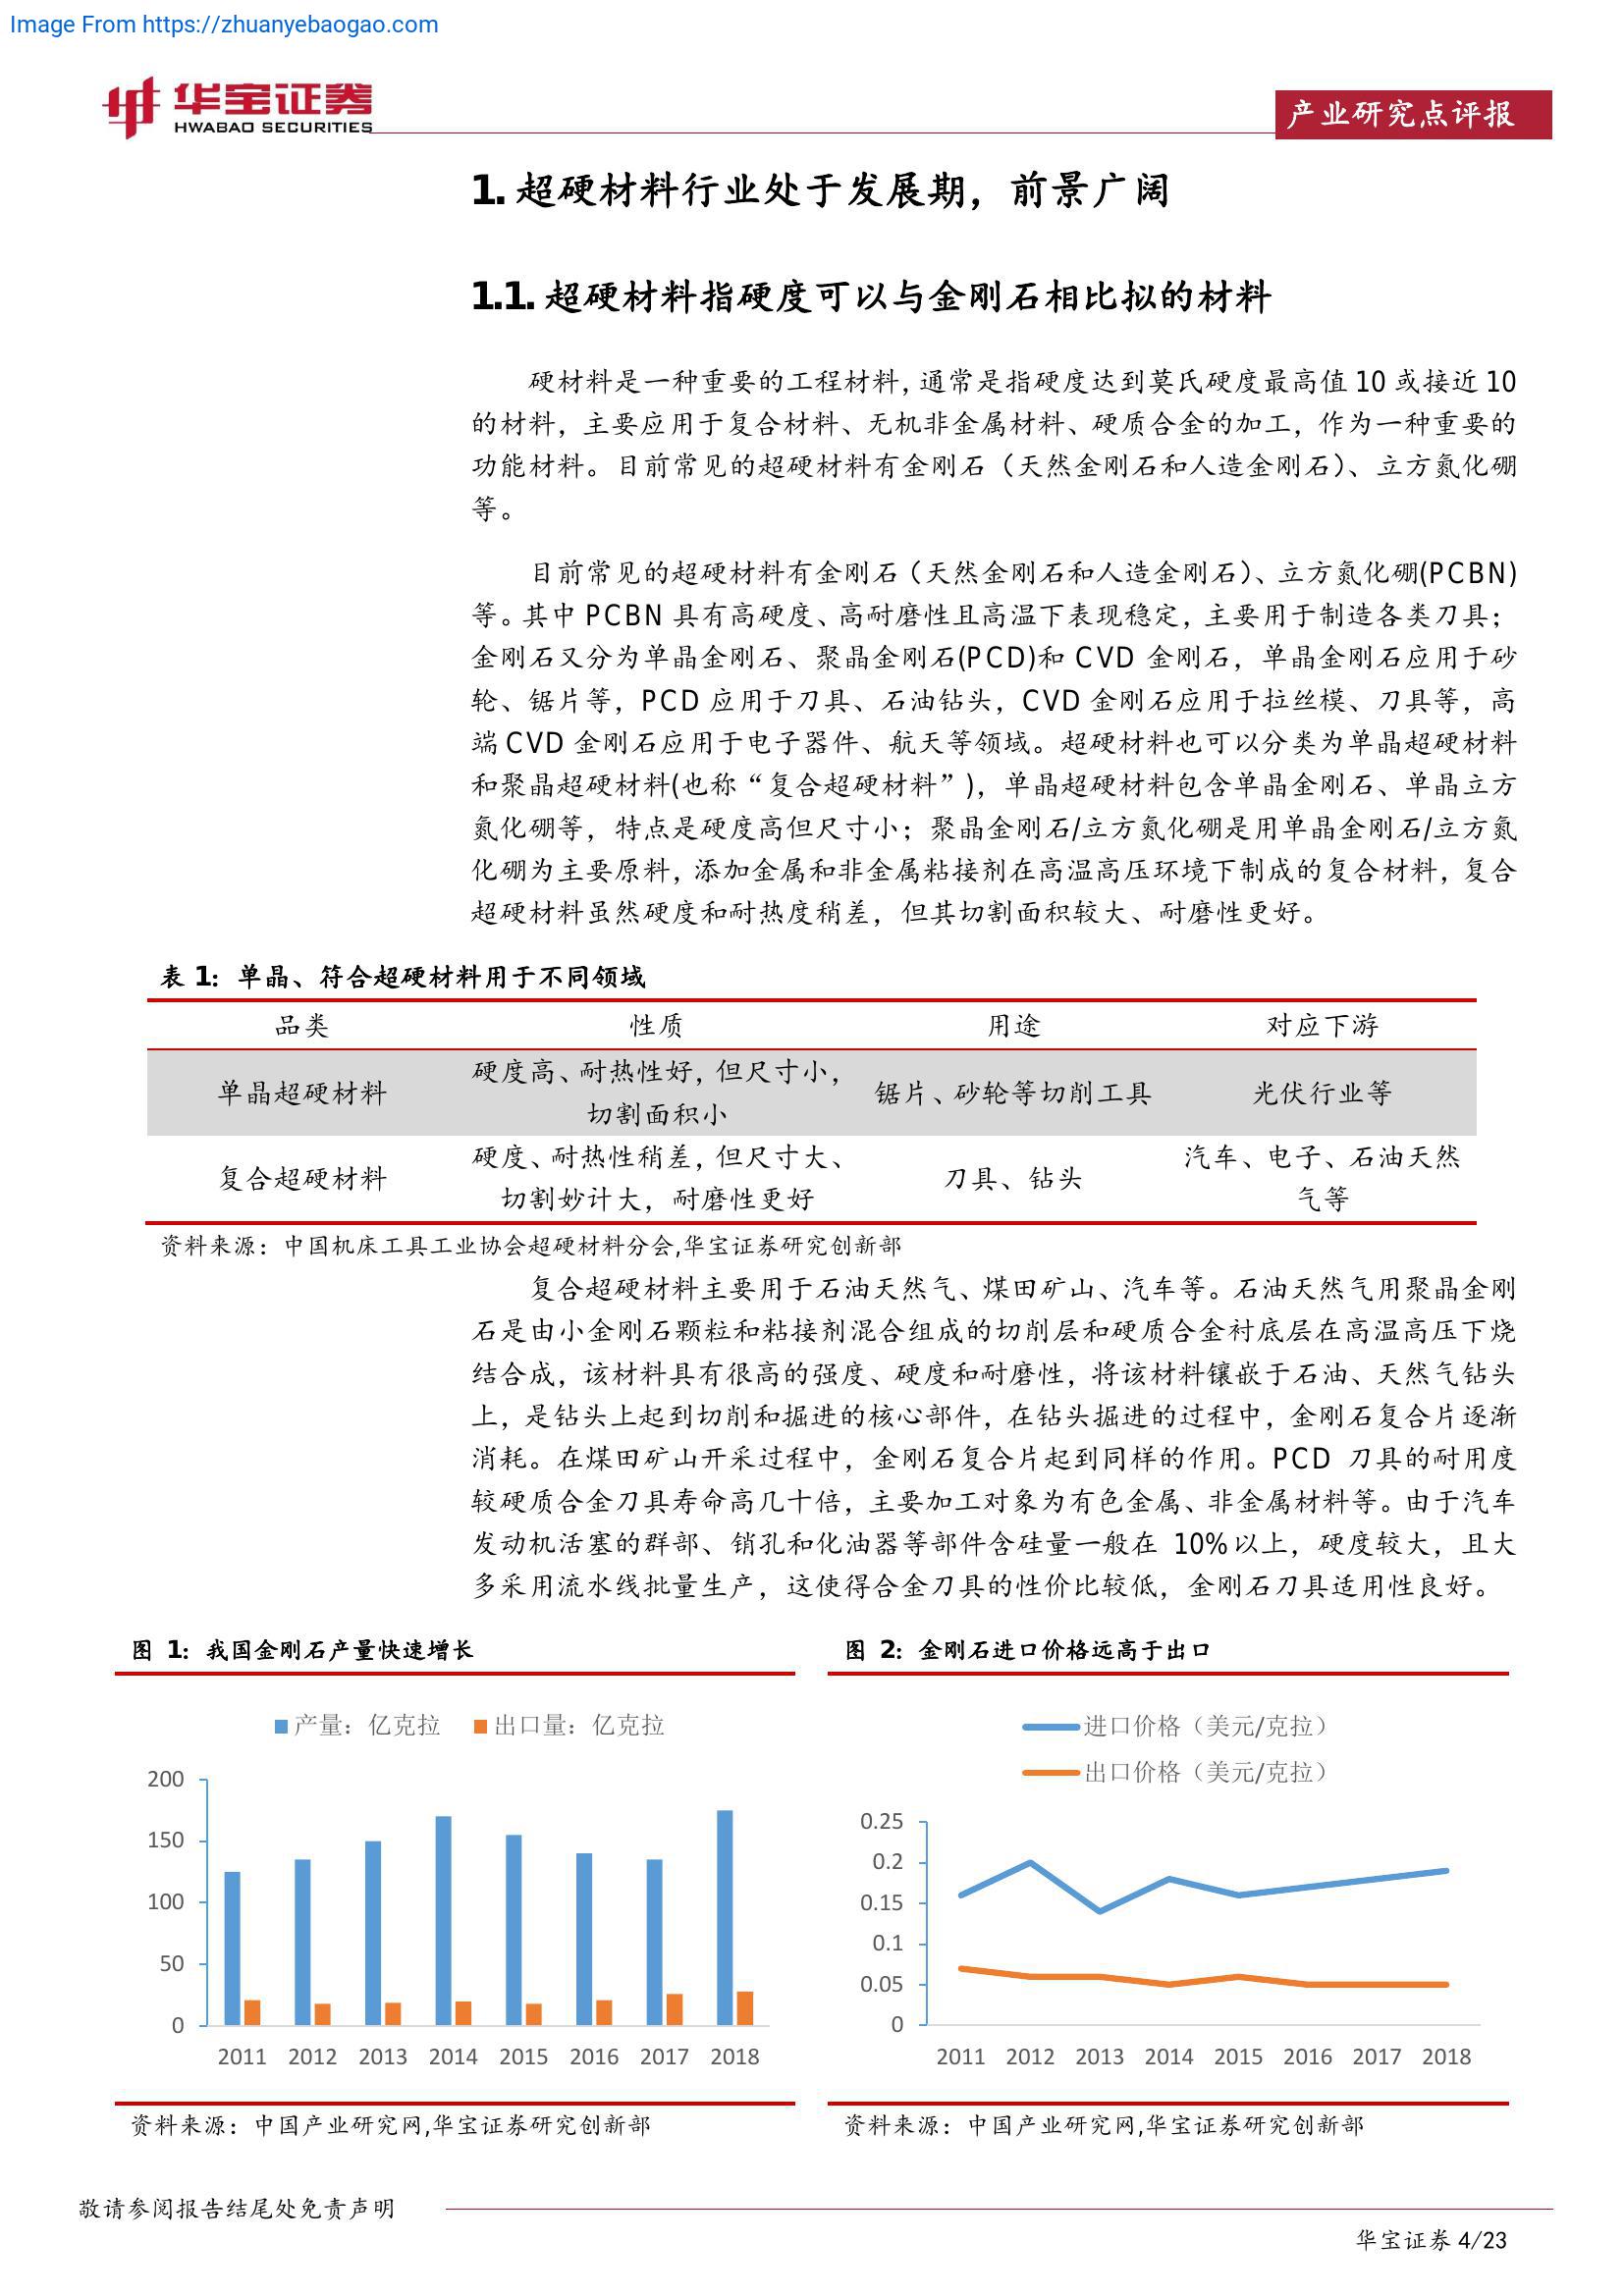 Image From https://zhuanyebaogao.com
华宝证券
HWABAO SECURITIES
产业研究点评报
1. 超硬材料行业处于发展期，前景广阔
1.1. 超硬材料指硬度可以与金刚石相比拟的材料
硬材料是一种重要的工程材料，通常是指硬度达到莫氏硬度最高值 10 或接近 10
的材料，主要应用于复合材料、无机非金属材料、硬质合金的加工，作为一种重要的
功能材料。目前常见的超硬材料有金刚石（天然金刚石和人造金刚石）、立方氮化硼
等。
目前常见的超硬材料有金刚石（天然金刚石和人造金刚石）、立方氮化硼(PCBN)
等。其中 PCBN 具有高硬度、高耐磨性且高温下表现稳定，主要用于制造各类刀具；
金刚石又分为单晶金刚石、聚晶金刚石(PCD)和 CVD 金刚石，单晶金刚石应用于砂
轮、锯片等，PCD 应用于刀具、石油钻头，CVD 金刚石应用于拉丝模、刀具等，高
端 CVD 金刚石应用于电子器件、航天等领域。超硬材料也可以分类为单晶超硬材料
和聚晶超硬材料(也称“复合超硬材料”)，单晶超硬材料包含单晶金刚石、单晶立方
氮化硼等，特点是硬度高但尺寸小；聚晶金刚石/立方氮化硼是用单晶金刚石/立方氮
化硼为主要原料，添加金属和非金属粘接剂在高温高压环境下制成的复合材料，复合
超硬材料虽然硬度和耐热度稍差，但其切割面积较大、耐磨性更好。
表 1：单晶、符合超硬材料用于不同领域
品类 性质 用途 对应下游
单晶超硬材料 硬度高、耐热性好，但尺寸小，切割面积小 锯片、砂轮等切削工具 光伏行业等
复合超硬材料 硬度、耐热性稍差，但尺寸大、切割妙计大，耐磨性更好 刀具、钻头 汽车、电子、石油天然气等
资料来源：中国机床工具工业协会超硬材料分会,华宝证券研究创新部
复合超硬材料主要用于石油天然气、煤田矿山、汽车等。石油天然气用聚晶金刚
石是由小金刚石颗粒和粘接剂混合组成的切削层和硬质合金衬底层在高温高压下烧
结合成，该材料具有很高的强度、硬度和耐磨性，将该材料镶嵌于石油、天然气钻头
上，是钻头上起到切削和掘进的核心部件，在钻头掘进的过程中，金刚石复合片逐渐
消耗。在煤田矿山开采过程中，金刚石复合片起到同样的作用。PCD 刀具的耐用度
较硬质合金刀具寿命高几十倍，主要加工对象为有色金属、非金属材料等。由于汽车
发动机活塞的群部、销孔和化油器等部件含硅量一般在 10%以上，硬度较大，且大
多采用流水线批量生产，这使得合金刀具的性价比较低，金刚石刀具适用性良好。
图 1：我国金刚石产量快速增长
产量：亿克拉 出口量：亿克拉
200
150
100
50
0
2011 2012 2013 2014 2015 2016 2017 2018
资料来源：中国产业研究网,华宝证券研究创新部
图 2：金刚石进口价格远高于出口
进口价格（美元/克拉）
出口价格（美元/克拉）
0.25
0.2
0.15
0.1
0.05
0
2011 2012 2013 2014 2015 2016 2017 2018
资料来源：中国产业研究网,华宝证券研究创新部
敬请参阅报告结尾处免责声明
华宝证券 4/23